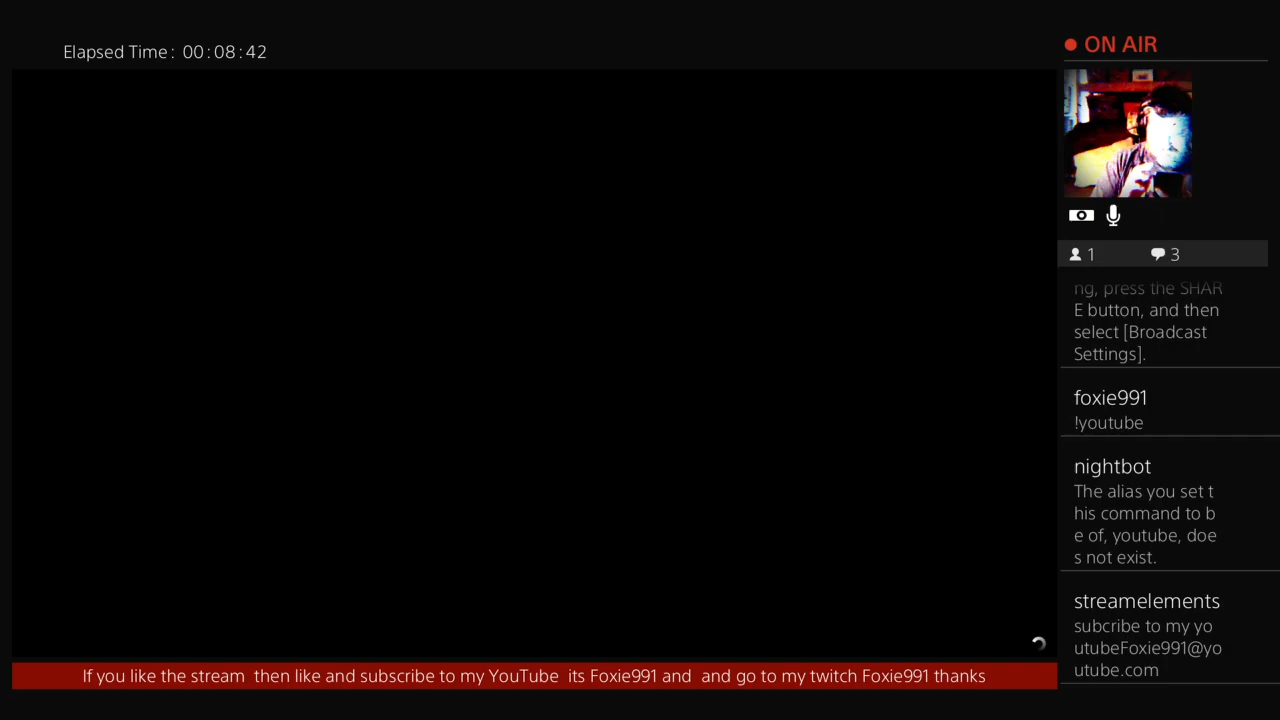 Elapsed Time: 00:08:42
ON AIR
1
3
ng, press the SHAR
E button, and then
select [Broadcast
Settings].
foxie991
!youtube
nightbot
The alias you set t
his command to b
e of, youtube, doe
s not exist.
streamelements
subcribe to my yo
utubeFoxie991@yo
utube.com
If you like the stream then like and subscribe to my YouTube its Foxie991 and and go to my twitch Foxie991 thanks